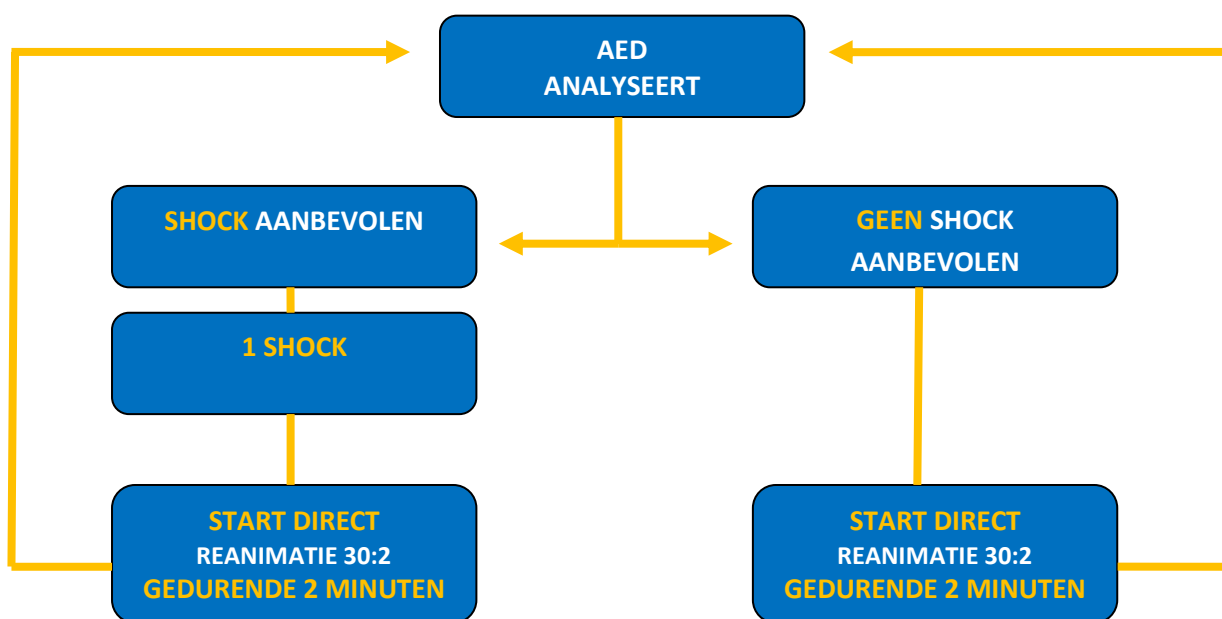 AED
ANALYSEERT
SHOCK AANBEVOLEN
GEEN SHOCK
AANBEVOLEN
1 SHOCK
START DIRECT
REANIMATIE 30:2
GEDURENDE 2 MINUTEN
START DIRECT
REANIMATIE 30:2
GEDURENDE 2 MINUTEN